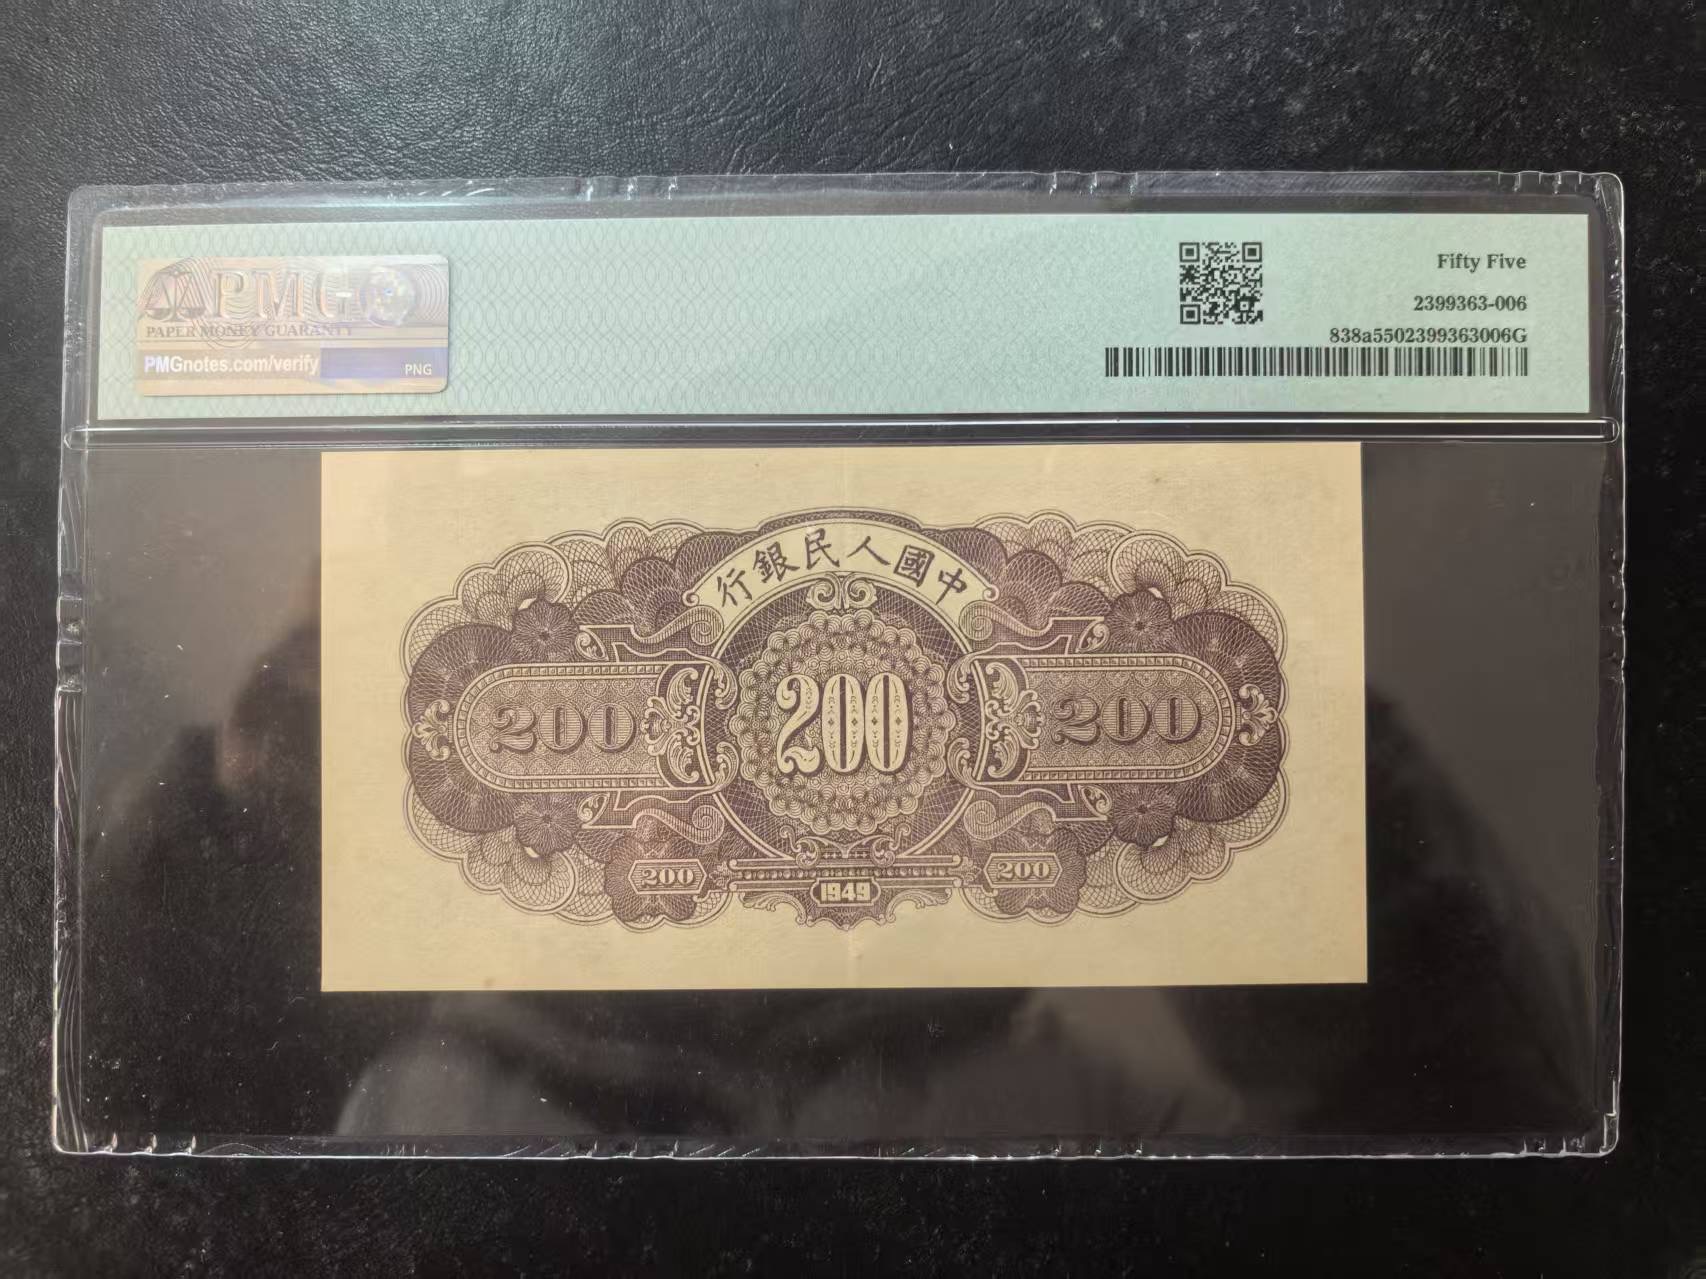 PMG
PAPER MONEY GUARANTY
PMGnotes.com/verify
PNG
Fifty Five
2399363-006
838a5502399363006G
行銀民人國中
200
200
200
200
200
1949